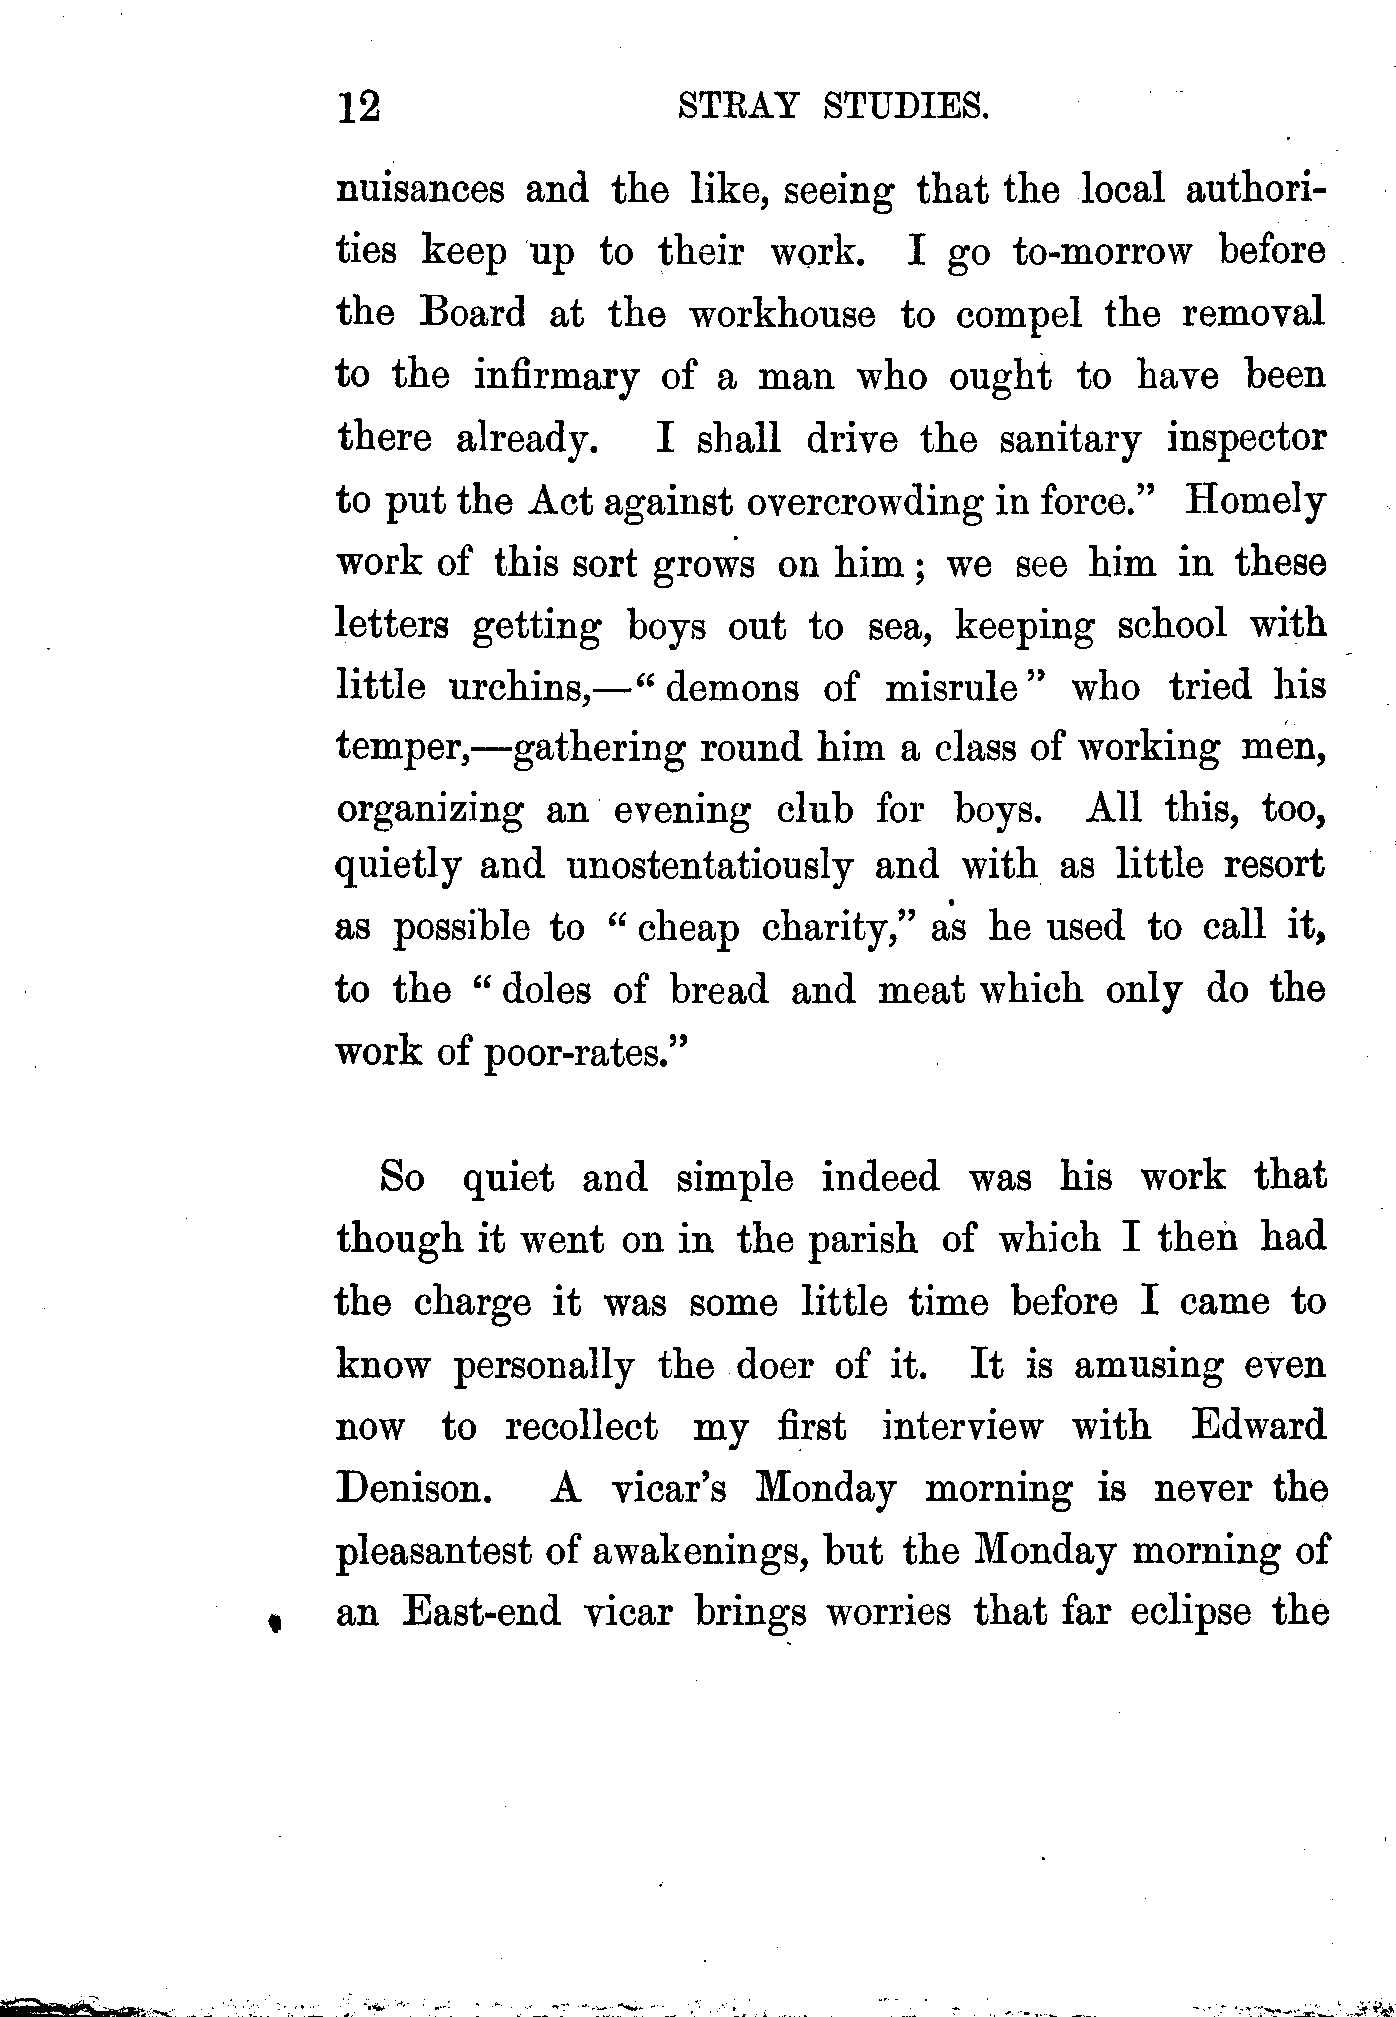 12 STRAY STUDIES.
nuisances and the like, seeing that the local authori-
ties keep up to their work. I go to-morrow before
the Board at the workhouse to compel the removal
to the infirmary of a man who ought to have been
there already. I shall drive the sanitary inspector
to put the Act against overcrowding in force.” Homely
work of this sort grows on him ; we see him in these
letters getting boys out to sea, keeping school with
little urchins,—“ demons of misrule ” who tried his
temper,—gathering round him a class of working men,
organizing an evening club for boys. All this, too,
quietly and unostentatiously and with as little resort
as possible to “ cheap charity,” as he used to call it,
to the “ doles of bread and meat which only do the
work of poor-rates.”
So quiet and simple indeed was his work that
though it went on in the parish of which I then had
the charge it was some little time before I came to
know personally the doer of it. It is amusing even
now to recollect my first interview with Edward
Denison. A vicar’s Monday morning is never the
pleasantest of awakenings, but the Monday morning of
an East-end vicar brings worries that far eclipse the